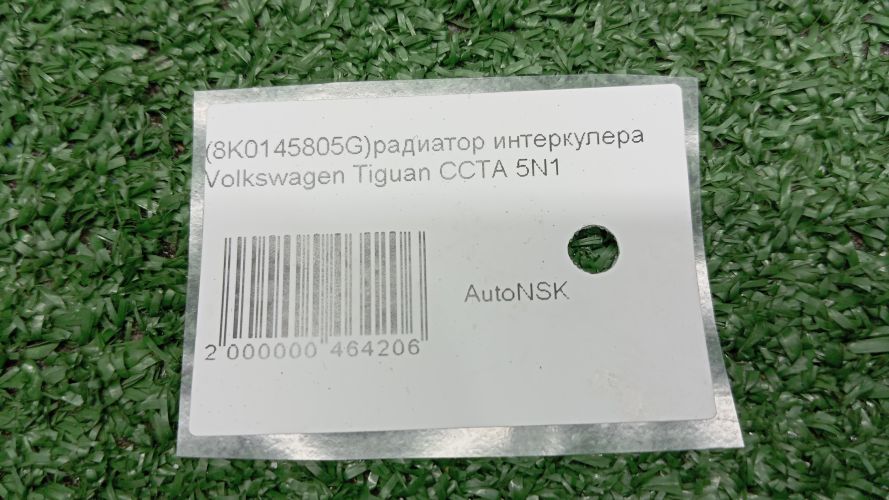 (8K0145805G)радиатор интеркулера
Volkswagen Tiguan CCTA 5N1
AutoNSK
2 000000 464206